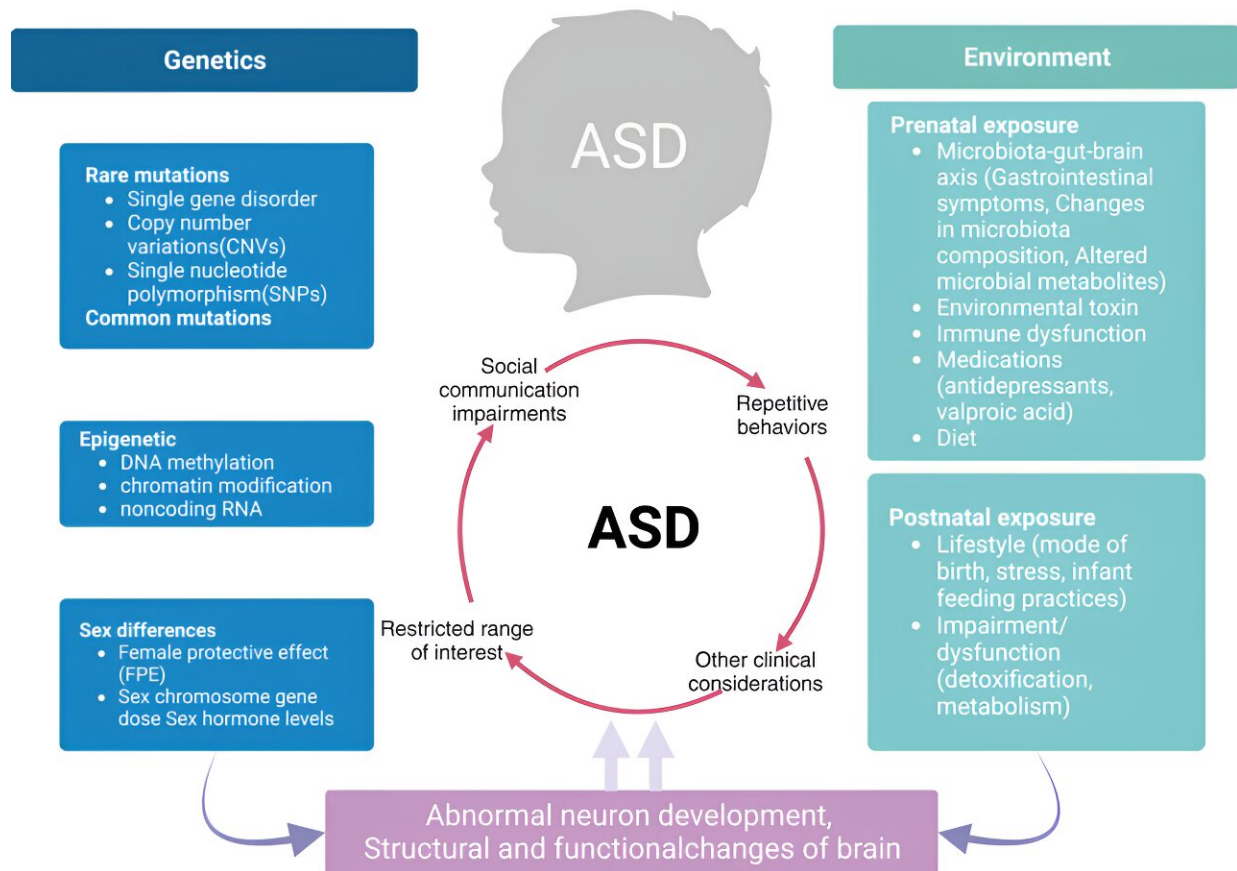 Genetics
Rare mutations
• Single gene disorder
• Copy number
variations(CNVs)
• Single nucleotide
polymorphism(SNPs)
Common mutations
Epigenetic
• DNA methylation
• chromatin modification
• noncoding RNA
Sex differences
• Female protective effect
(FPE)
• Sex chromosome gene
dose Sex hormone levels
ASD
Social
communication
impairments
Repetitive
behaviors
ASD
Restricted range
of interest
Other clinical
considerations
Environment
Prenatal exposure
• Microbiota-gut-brain
axis (Gastrointestinal
symptoms, Changes
in microbiota
composition, Altered
microbial metabolites)
• Environmental toxin
• Immune dysfunction
• Medications
(antidepressants,
valproic acid)
• Diet
Postnatal exposure
• Lifestyle (mode of
birth, stress, infant
feeding practices)
• Impairment/
dysfunction
(detoxification,
metabolism)
Abnormal neuron development,
Structural and functionalchanges of brain